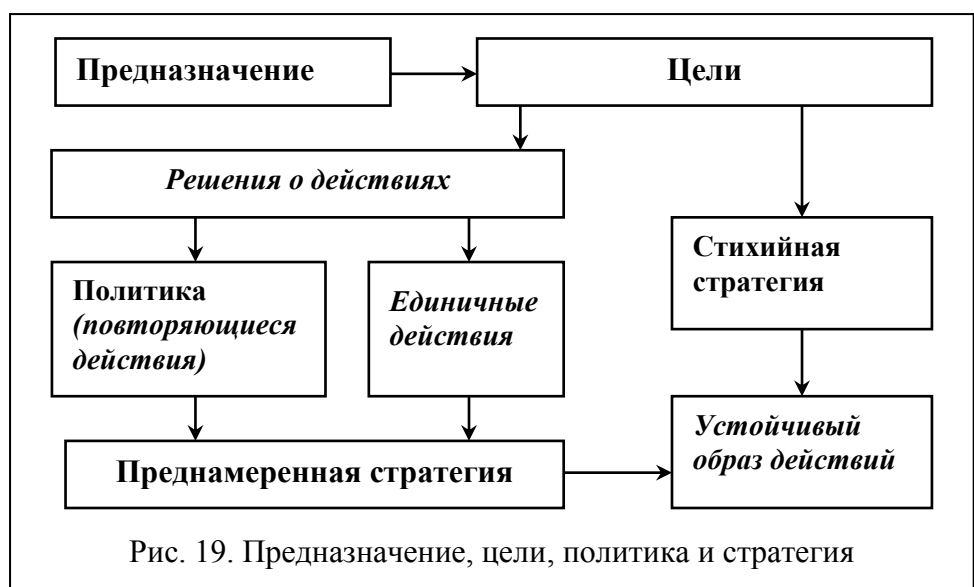 Предназначение
Цели
Решения о действиях
Политика
(повторяющиеся
действия)
Единичные
действия
Стихийная
стратегия
Преднамеренная стратегия
Устойчивый
образ действий
Рис. 19. Предназначение, цели, политика и стратегия